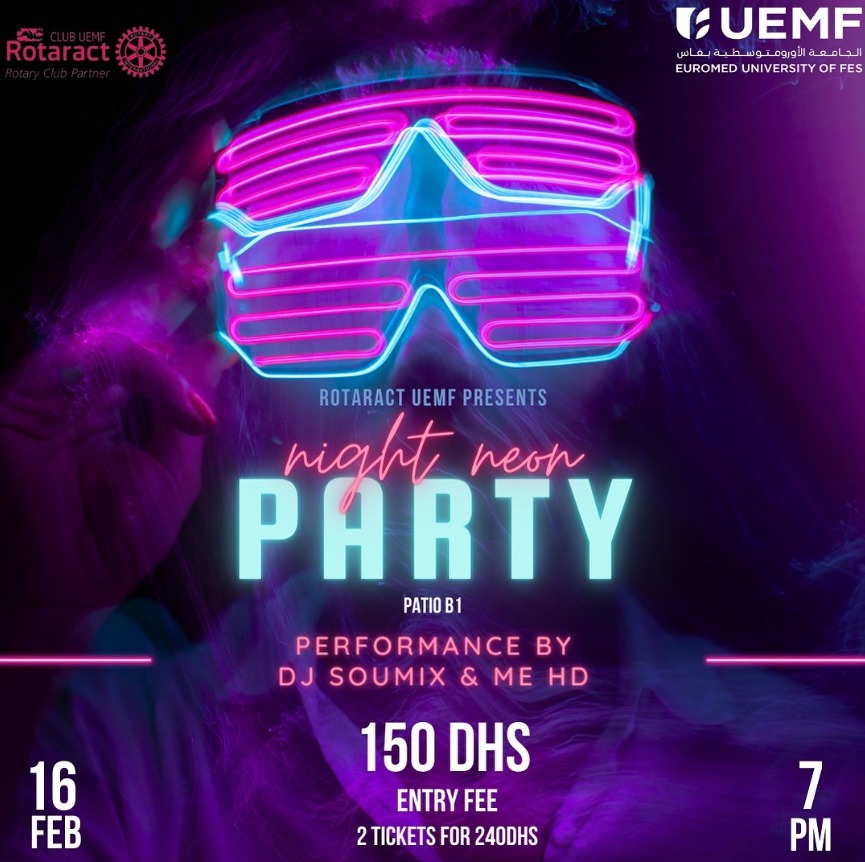 CLUB UEMF
Rotaract
Rotary Club Partner
UEMF
الجامعة الأورومتوسطية بفاس
EUROMED UNIVERSITY OF FES
ROTARACT UEMF PRESENTS
night neon
PARTY
PATIO B1
PERFORMANCE BY
DJ SOUMIX & ME HD
150 DHS
ENTRY FEE
2 TICKETS FOR 240DHS
16
FEB
7
PM